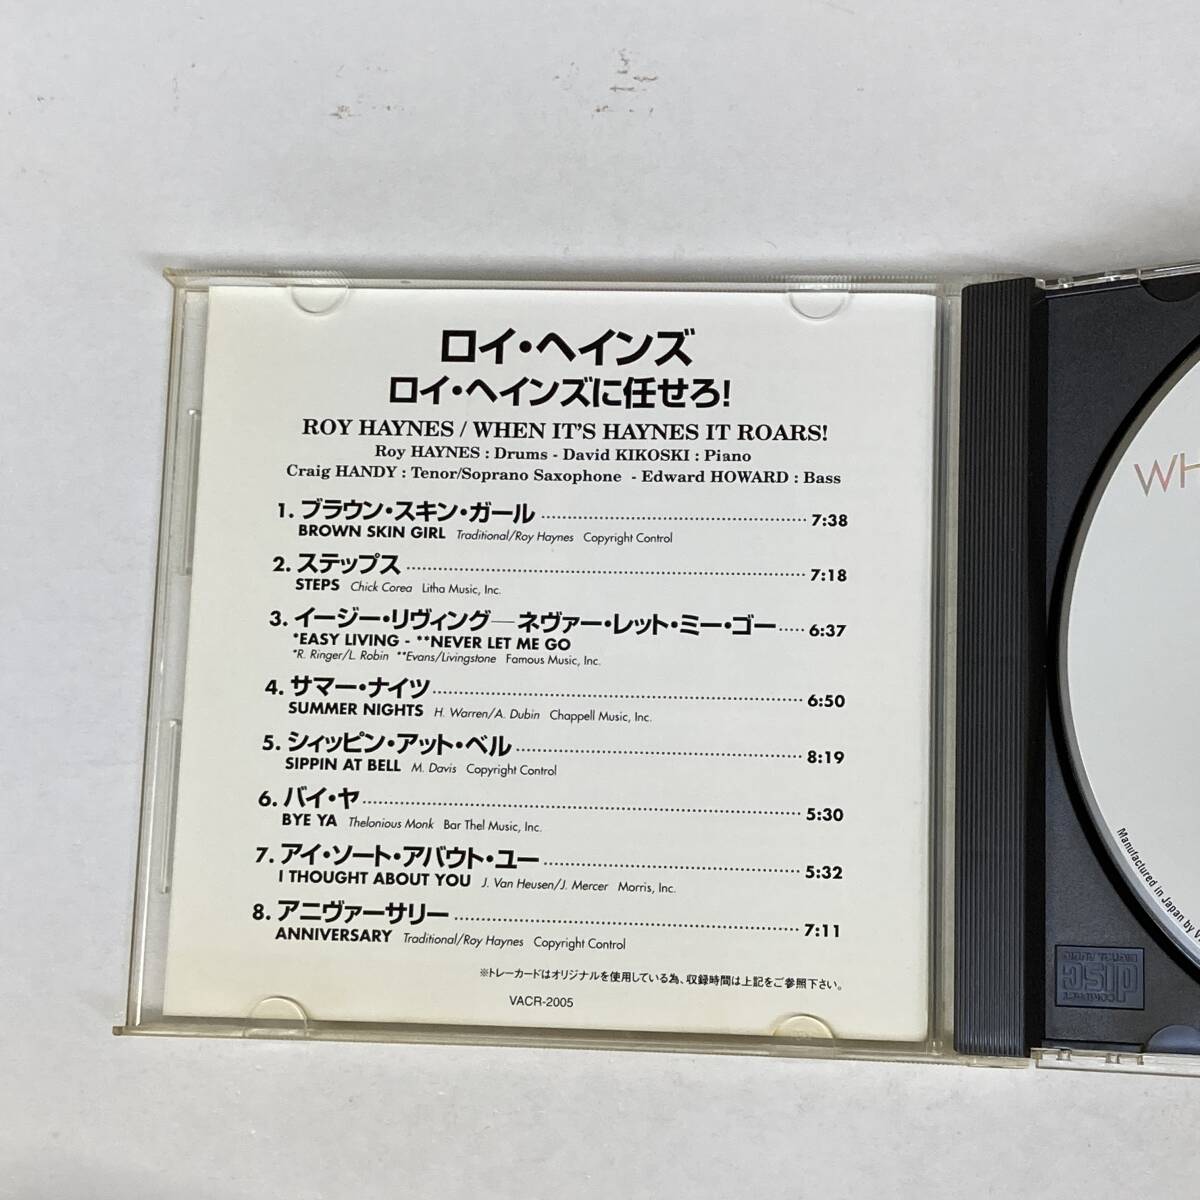 ロイ・ヘインズ
ロイ・ヘインズに任せろ!
ROY HAYNES / WHEN IT'S HAYNES IT ROARS!
Roy HAYNES : Drums - David KIKOSKI : Piano
Craig HANDY : Tenor/Soprano Saxophone - Edward HOWARD : Bass
1. ブラウン・スキン・ガール 7:38
BROWN SKIN GIRL Traditional/Roy Haynes Copyright Control
2. ステップス 7:18
STEPS Chick Corea Litha Music, Inc.
3. イージー・リヴィング—ネヴァー・レット・ミー・ゴー 6:37
*EASY LIVING - **NEVER LET ME GO
*R. Ringer/L. Robin **Evans/Livingstone Famous Music, Inc.
4. サマー・ナイツ 6:50
SUMMER NIGHTS H. Warren/A. Dubin Chappell Music, Inc.
5. シィッピン・アット・ベル 8:19
SIPPIN AT BELL M. Davis Copyright Control
6. バイ・ヤ 5:30
BYE YA Thelonious Monk Bar Thel Music, Inc.
7. アイ・ソート・アバウト・ユー 5:32
I THOUGHT ABOUT YOU J. Van Heusen/J. Mercer Morris, Inc.
8. アニヴァーサリー 7:11
ANNIVERSARY Traditional/Roy Haynes Copyright Control
※トレーカードはオリジナルを使用している為、収録時間は上記をご参照下さい。
VACR-2005
WH
Manufactured in Japan by V
COMPACT
disc
DIGITAL AUDIO